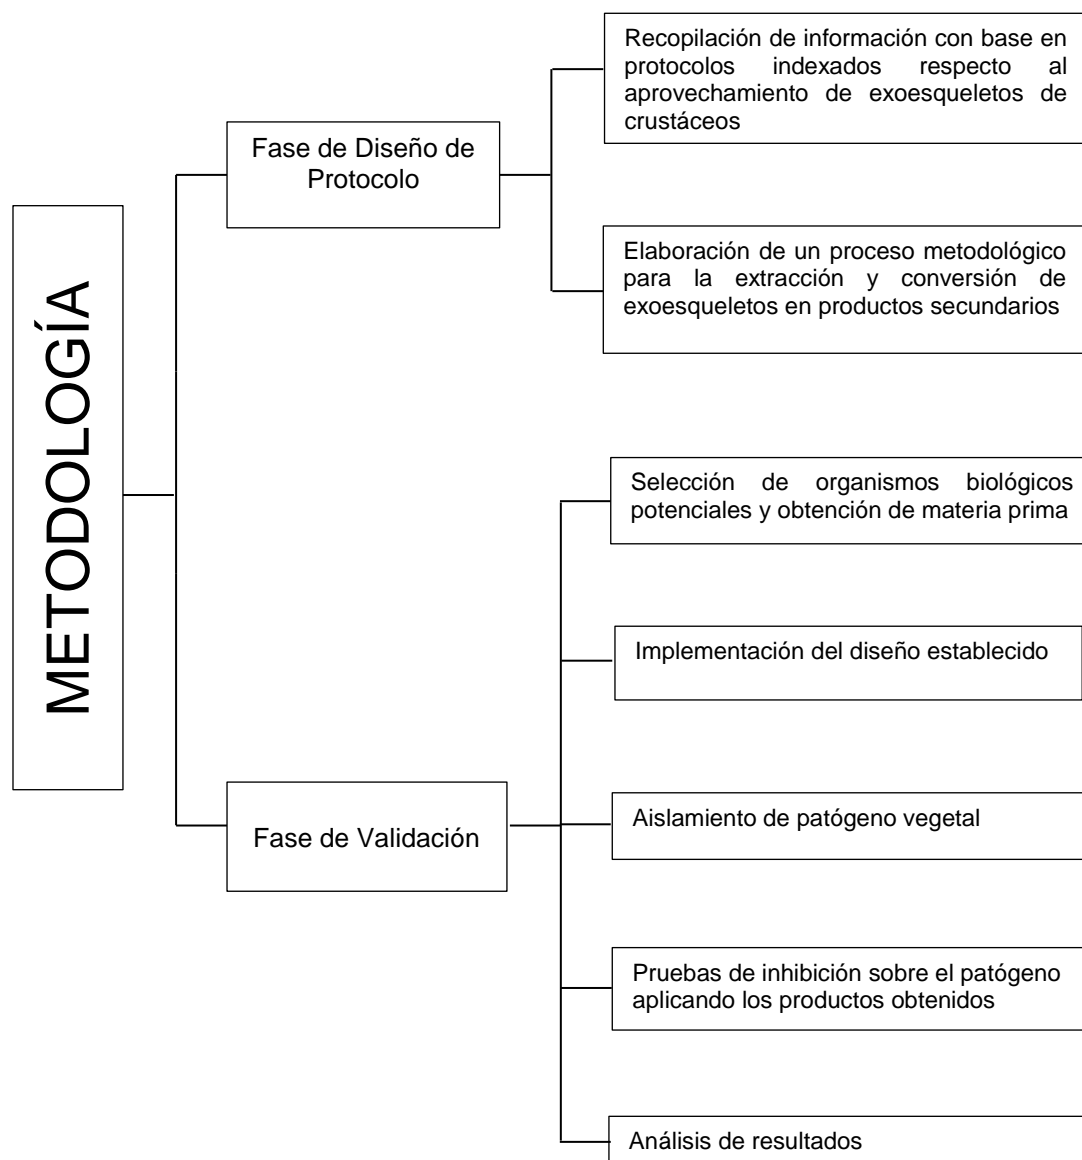 METODOLOGÍA
Fase de Diseño de
Protocolo
Recopilación de información con base en
protocolos indexados respecto al
aprovechamiento de exoesqueletos de
crustáceos
Elaboración de un proceso metodológico
para la extracción y conversión de
exoesqueletos en productos secundarios
Fase de Validación
Selección de organismos biológicos
potenciales y obtención de materia prima
Implementación del diseño establecido
Aislamiento de patógeno vegetal
Pruebas de inhibición sobre el patógeno
aplicando los productos obtenidos
Análisis de resultados